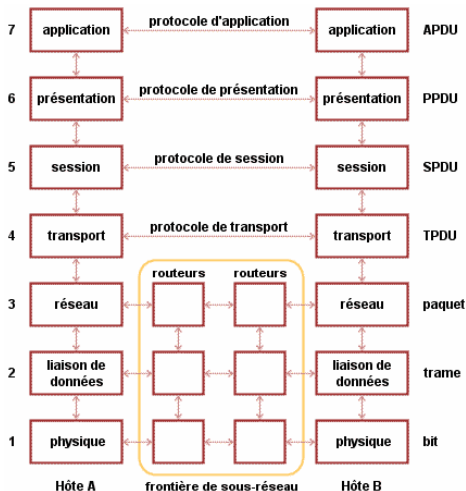 7 application protocole d'application application APDU
6 présentation protocole de présentation présentation PPDU
5 session protocole de session session SPDU
4 transport protocole de transport transport TPDU
routeurs routeurs
3 réseau réseau paquet
2 liaison de données liaison de données trame
1 physique physique bit
Hôte A frontière de sous-réseau Hôte B